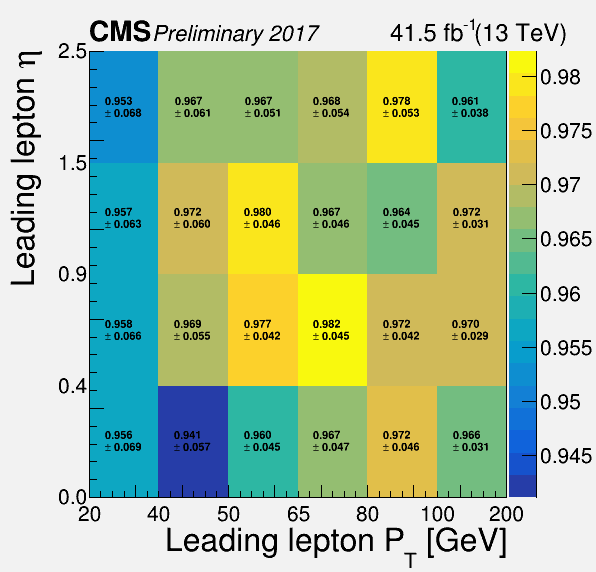 CMS Preliminary 2017 41.5 fb⁻¹(13 TeV)
Leading lepton η
2.5
1.5
0.9
0.4
0.0
0.953 0.967 0.967 0.968 0.978 0.961
± 0.068 ± 0.061 ± 0.051 ± 0.054 ± 0.053 ± 0.038
0.957 0.972 0.980 0.967 0.964 0.972
± 0.063 ± 0.060 ± 0.046 ± 0.046 ± 0.045 ± 0.031
0.958 0.969 0.977 0.982 0.972 0.970
± 0.066 ± 0.055 ± 0.042 ± 0.045 ± 0.042 ± 0.029
0.956 0.941 0.960 0.967 0.972 0.966
± 0.069 ± 0.057 ± 0.045 ± 0.047 ± 0.046 ± 0.031
20 40 50 65 80 100 200
Leading lepton P_T [GeV]
0.98
0.975
0.97
0.965
0.96
0.955
0.95
0.945